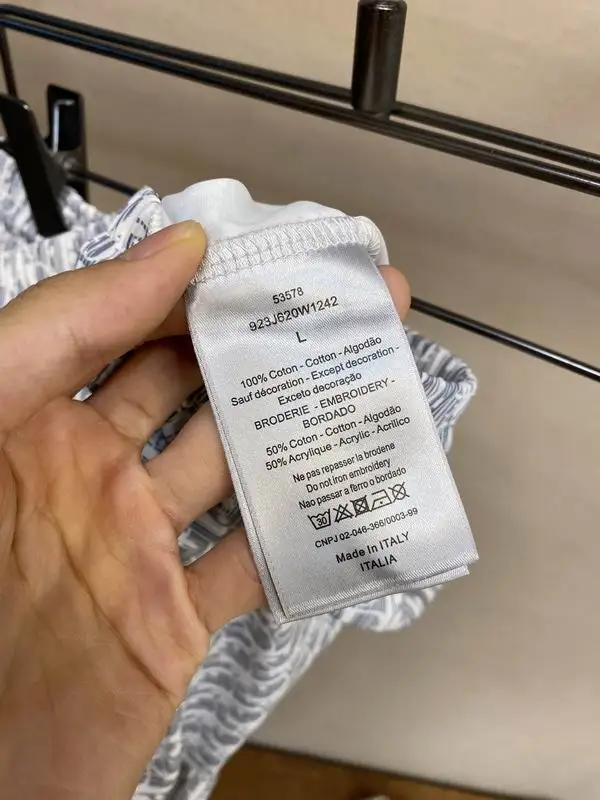 53578
923J620W1242
L
100% Coton - Cotton - Algodão
Sauf décoration - Except decoration -
Exceto decoração
BRODERIE - EMBROIDERY -
BORDADO
50% Coton - Cotton - Algodão
50% Acrylique - Acrylic - Acrílico
Ne pas repasser la brodene
Do not iron embroidery
Nao passar a ferro o bordado
30
CNPJ 02-046-366/0003-99
Made In ITALY
ITALIA